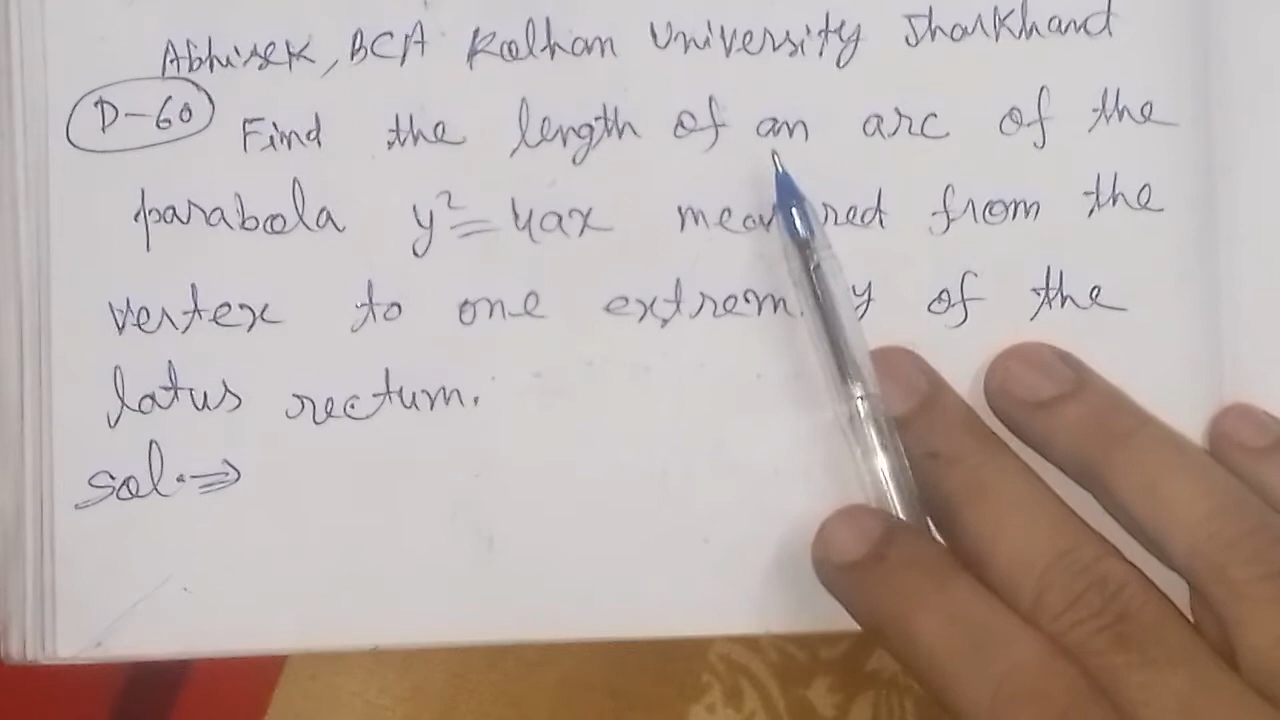 Abhisek, BCA Kolhan University Jharkhand
D-60 Find the length of an arc of the
parabola y²=4ax measured from the
vertex to one extremity of the
latus rectum.
Sol.⇒